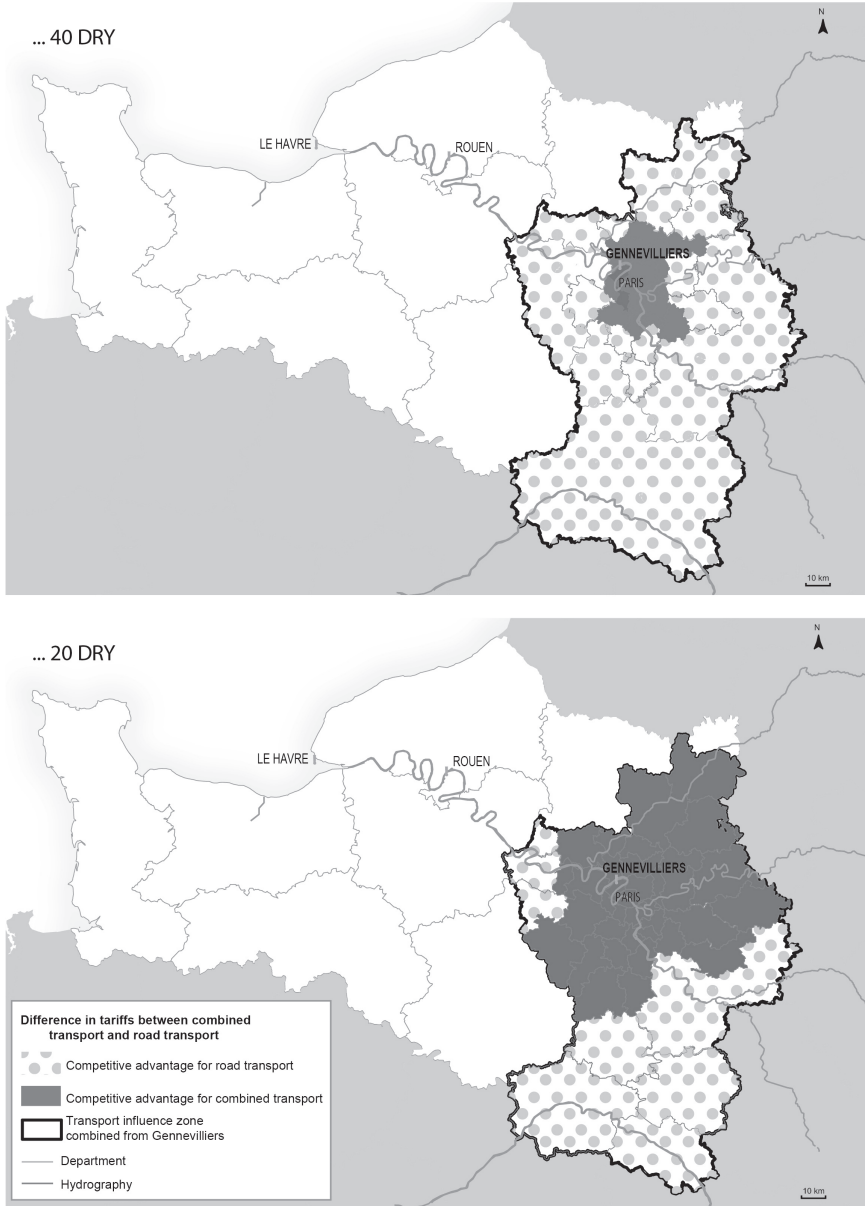 ... 40 DRY
N
LE HAVRE
ROUEN
GENNEVILLIERS
PARIS
10 km
... 20 DRY
N
LE HAVRE
ROUEN
GENNEVILLIERS
PARIS
Difference in tariffs between combined
transport and road transport
Competitive advantage for road transport
Competitive advantage for combined transport
Transport influence zone
combined from Gennevilliers
Department
Hydrography
10 km